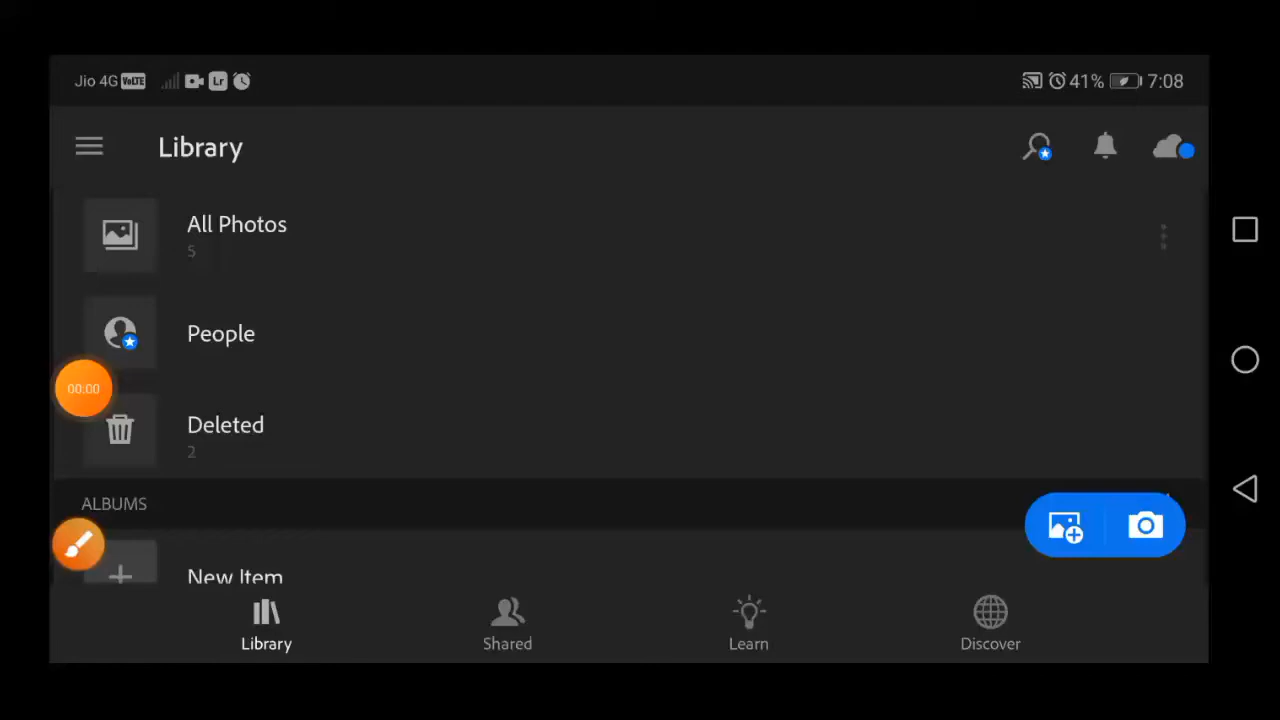 Jio 4G VoLTE Lr 41% 7:08
Library
All Photos
5
People
00:00
Deleted
2
ALBUMS
New Item
Library Shared Learn Discover